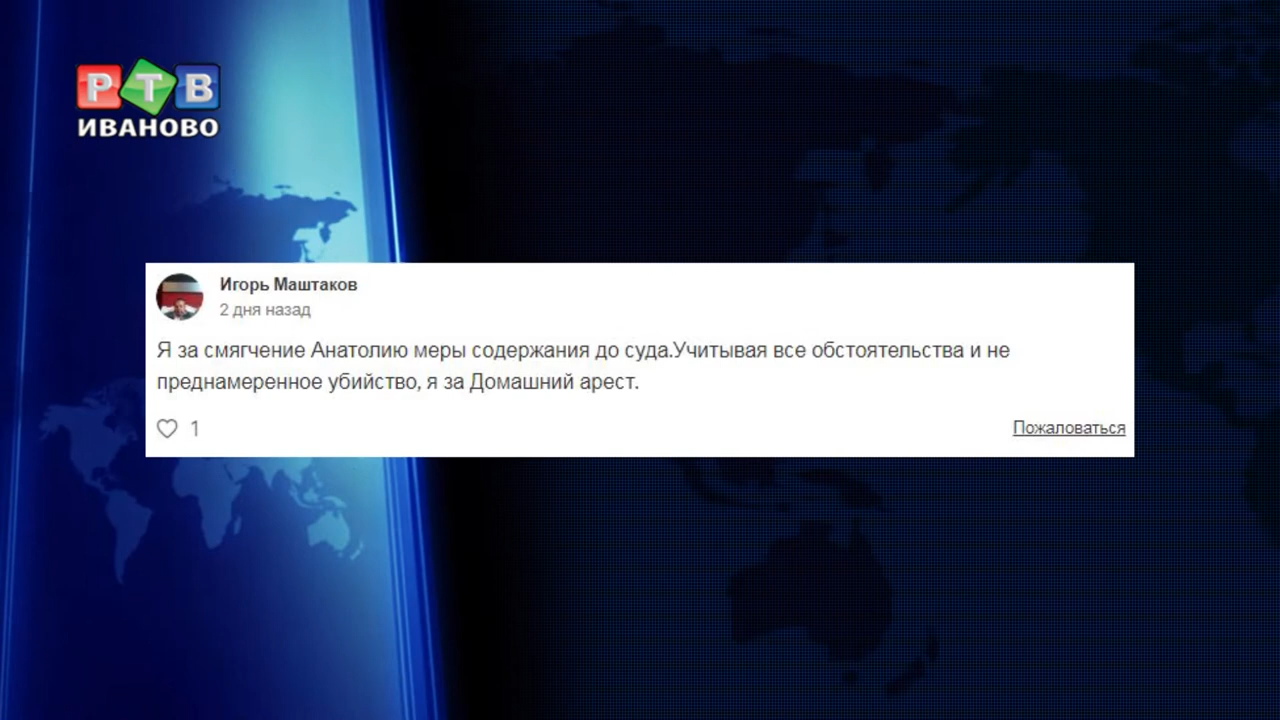 РТВ
ИВАНОВО
Игорь Маштаков
2 дня назад
Я за смягчение Анатолию меры содержания до суда.Учитывая все обстоятельства и не
преднамеренное убийство, я за Домашний арест.
1
Пожаловаться